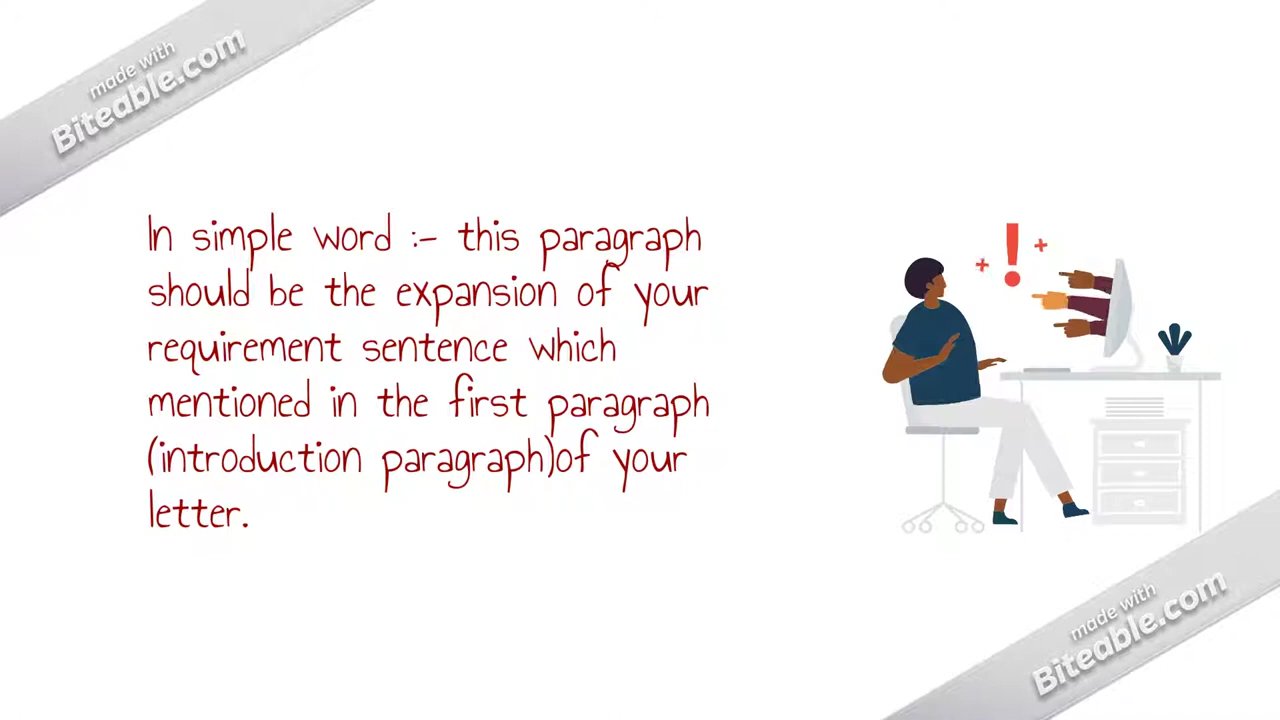 made with
Biteable.com
In simple word :- this paragraph
should be the expansion of your
requirement sentence which
mentioned in the first paragraph
(introduction paragraph)of your
letter.
made with
Biteable.com